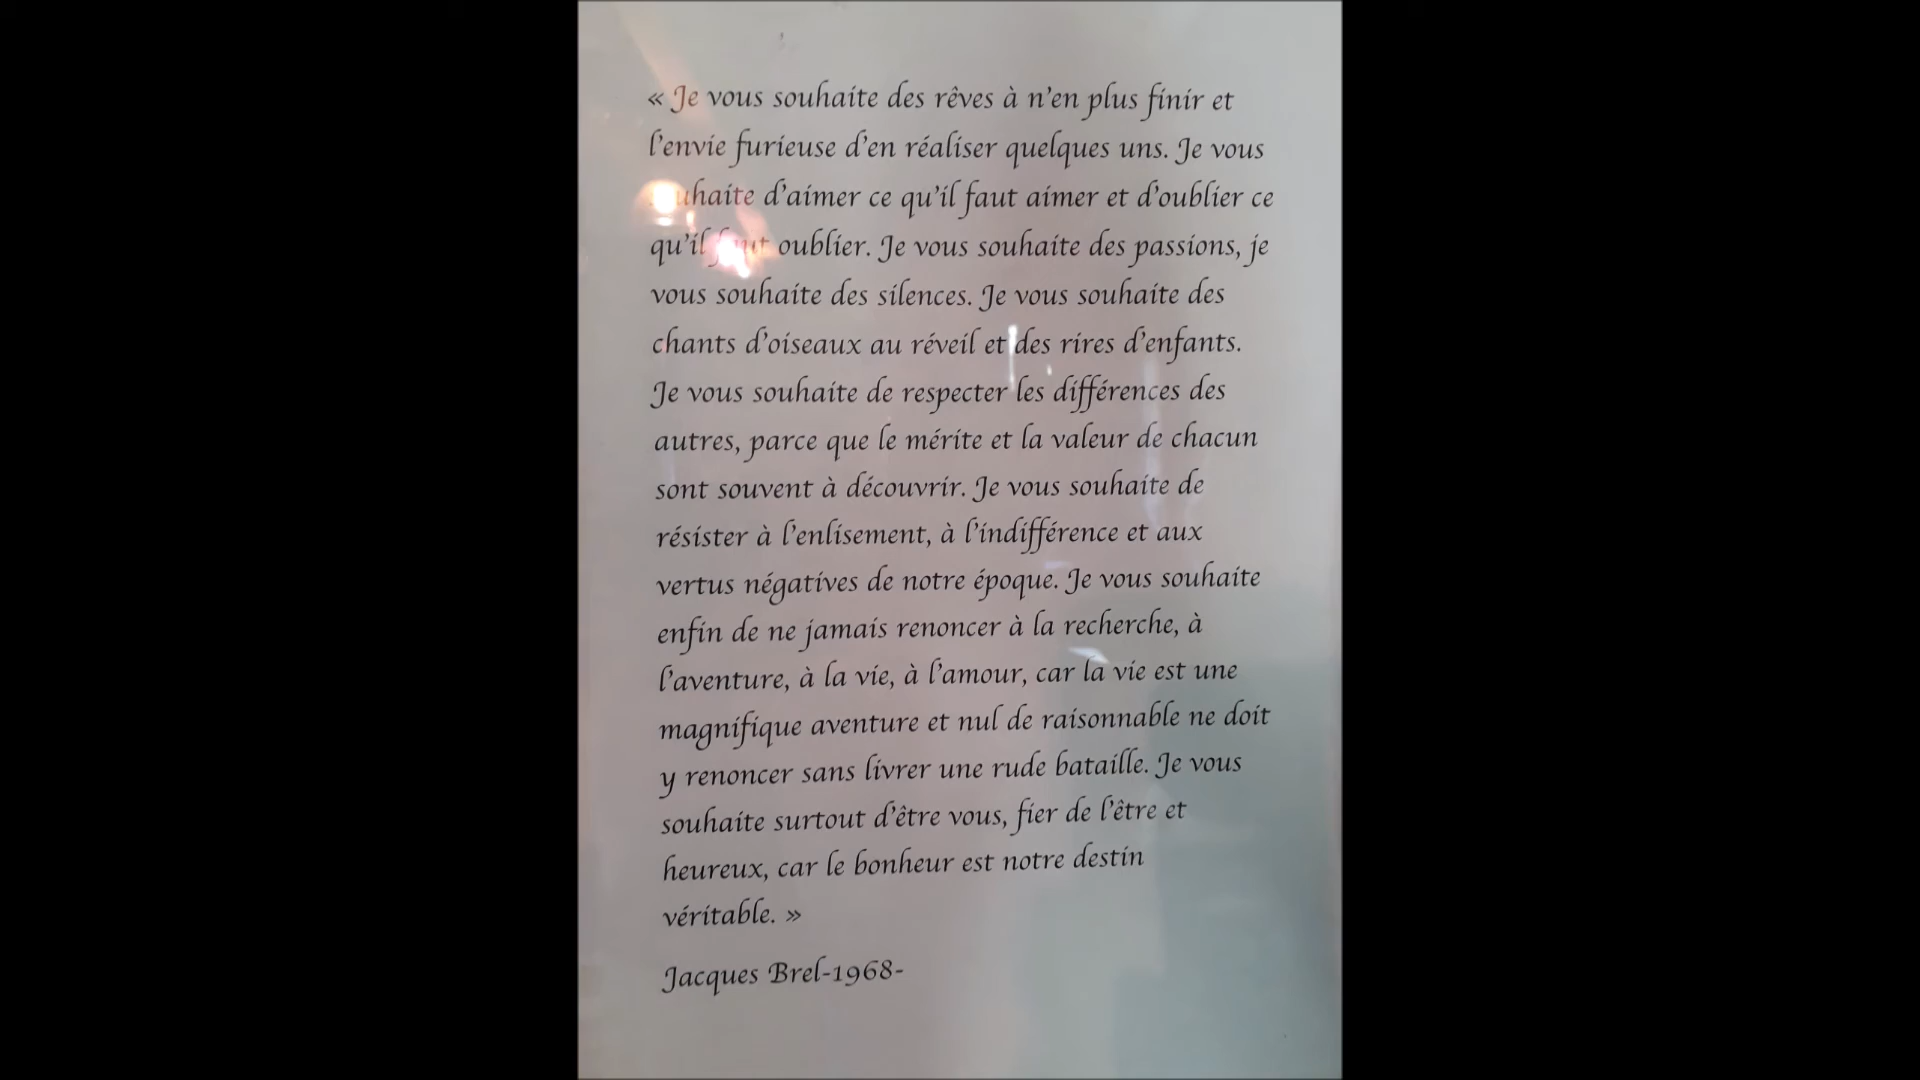 « Je vous souhaite des rêves à n'en plus finir et
l'envie furieuse d'en réaliser quelques uns. Je vous
souhaite d'aimer ce qu'il faut aimer et d'oublier ce
qu'il faut oublier. Je vous souhaite des passions, je
vous souhaite des silences. Je vous souhaite des
chants d'oiseaux au réveil et des rires d'enfants.
Je vous souhaite de respecter les différences des
autres, parce que le mérite et la valeur de chacun
sont souvent à découvrir. Je vous souhaite de
résister à l'enlisement, à l'indifférence et aux
vertus négatives de notre époque. Je vous souhaite
enfin de ne jamais renoncer à la recherche, à
l'aventure, à la vie, à l'amour, car la vie est une
magnifique aventure et nul de raisonnable ne doit
y renoncer sans livrer une rude bataille. Je vous
souhaite surtout d'être vous, fier de l'être et
heureux, car le bonheur est notre destin
véritable. »
Jacques Brel-1968-